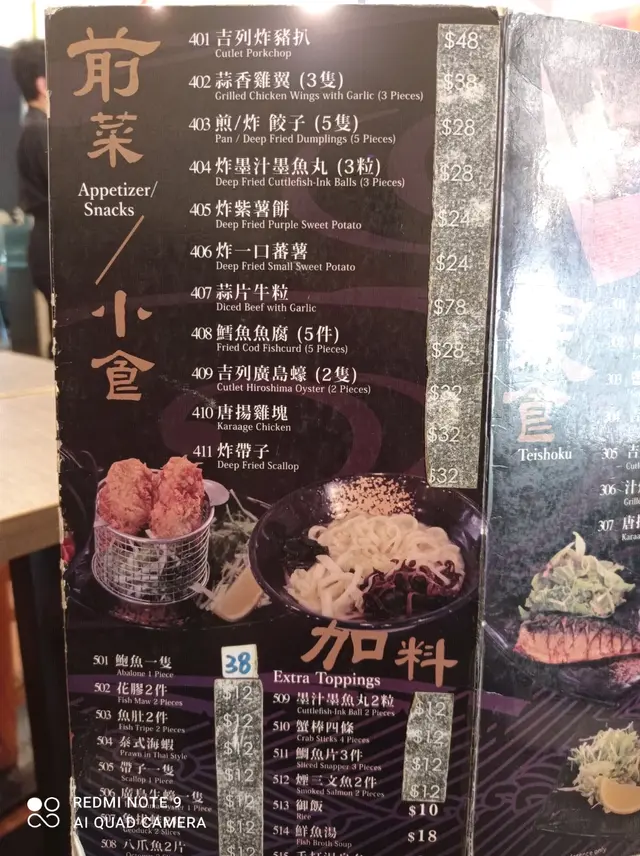 前菜/小食
Appetizer/
Snacks
401 吉列炸豬扒 $48
Cutlet Porkchop
402 蒜香雞翼 (3隻) $38
Grilled Chicken Wings with Garlic (3 Pieces)
403 煎/炸 餃子 (5隻) $28
Pan / Deep Fried Dumplings (5 Pieces)
404 炸墨汁墨魚丸 (3粒) $28
Deep Fried Cuttlefish-Ink Balls (3 Pieces)
405 炸紫薯餅 $24
Deep Fried Purple Sweet Potato
406 炸一口蕃薯 $24
Deep Fried Small Sweet Potato
407 蒜片牛粒 $78
Diced Beef with Garlic
408 鱈魚魚腐 (5件) $28
Fried Cod Fishcurd (5 Pieces)
409 吉列廣島蠔 (2隻) $32
Cutlet Hiroshima Oyster (2 Pieces)
410 唐揚雞塊 $32
Karaage Chicken
411 炸帶子 $32
Deep Fried Scallop
加料
Extra Toppings
501 鮑魚一隻 38
Abalone 1 Piece
502 花膠2件 $12
Fish Maw 2 Pieces
503 魚肚2件 $12
Fish Tripe 2 Pieces
504 泰式海蝦 $12
Prawn in Thai Style
505 帶子一隻 $12
Scallop 1 Piece
506 $12
Geoduck 2 Slices
508 八爪魚2片 $12
509 墨汁墨魚丸2粒 $12
Cuttlefish-Ink Ball 2 Pieces
510 蟹棒四條 $12
Crab Sticks 4 Pieces
511 鯛魚片3件 $12
Sliced Snapper 3 Pieces
512 煙三文魚2件 $12
Smoked Salmon 2 Pieces
513 御飯 $10
Rice
514 鮮魚湯 $18
Fish Broth Soup
515
食
Teishoku
305 吉
306 汁
307 唐揚
REDMI NOTE 9
AI QUAD CAMERA